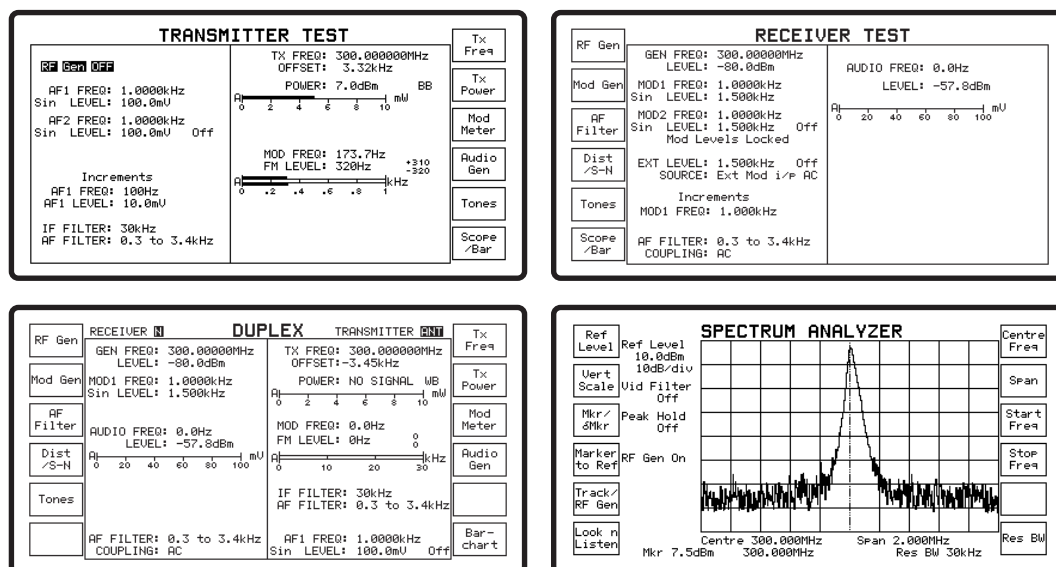 TRANSMITTER TEST
RF Gen OFF
AF1 FREQ: 1.0000kHz
Sin LEVEL: 100.0mV
AF2 FREQ: 1.0000kHz
Sin LEVEL: 100.0mV Off
Increments
AF1 FREQ: 100Hz
AF1 LEVEL: 10.0mV
IF FILTER: 30kHz
AF FILTER: 0.3 to 3.4kHz
TX FREQ: 300.000000MHz
OFFSET: 3.32kHz
POWER: 7.0dBm BB
A
mW
0 2 4 6 8 10
MOD FREQ: 173.7Hz
FM LEVEL: 320Hz
+310
-320
A
kHz
0 .2 .4 .6 .8 1
Tx Freq
Tx Power
Mod Meter
Audio Gen
Tones
Scope /Bar
RECEIVER TEST
RF Gen
Mod Gen
AF Filter
Dist /S-N
Tones
Scope /Bar
GEN FREQ: 300.00000MHz
LEVEL: -80.0dBm
MOD1 FREQ: 1.0000kHz
Sin LEVEL: 1.500kHz
MOD2 FREQ: 1.0000kHz
Sin LEVEL: 1.500kHz Off
Mod Levels Locked
EXT LEVEL: 1.500kHz Off
SOURCE: Ext Mod i/p AC
Increments
MOD1 FREQ: 1.000kHz
AF FILTER: 0.3 to 3.4kHz
COUPLING: AC
AUDIO FREQ: 0.0Hz
LEVEL: -57.8dBm
A
mV
0 20 40 60 80 100
DUPLEX
RECEIVER N
TRANSMITTER ANT
RF Gen
Mod Gen
AF Filter
Dist /S-N
Tones
GEN FREQ: 300.00000MHz
LEVEL: -80.0dBm
MOD1 FREQ: 1.0000kHz
Sin LEVEL: 1.500kHz
AUDIO FREQ: 0.0Hz
LEVEL: -57.8dBm
A
mV
0 20 40 60 80 100
AF FILTER: 0.3 to 3.4kHz
COUPLING: AC
TX FREQ: 300.000000MHz
OFFSET:-3.45kHz
POWER: NO SIGNAL WB
A
mW
0 2 4 6 8 10
MOD FREQ: 0.0Hz
FM LEVEL: 0Hz
0
0
A
kHz
0 10 20 30
IF FILTER: 30kHz
AF FILTER: 0.3 to 3.4kHz
AF1 FREQ: 1.0000kHz
Sin LEVEL: 100.0mV Off
Tx Freq
Tx Power
Mod Meter
Audio Gen
Bar-chart
SPECTRUM ANALYZER
Ref Level
Vert Scale
Mkr/ δMkr
Marker to Ref
Track/ RF Gen
Look n Listen
Ref Level
10.0dBm
10dB/div
Vid Filter
Off
Peak Hold
Off
RF Gen On
Centre 300.000MHz Span 2.000MHz
Mkr 7.5dBm 300.000MHz Res BW 30kHz
Centre Freq
Span
Start Freq
Stop Freq
Res BW